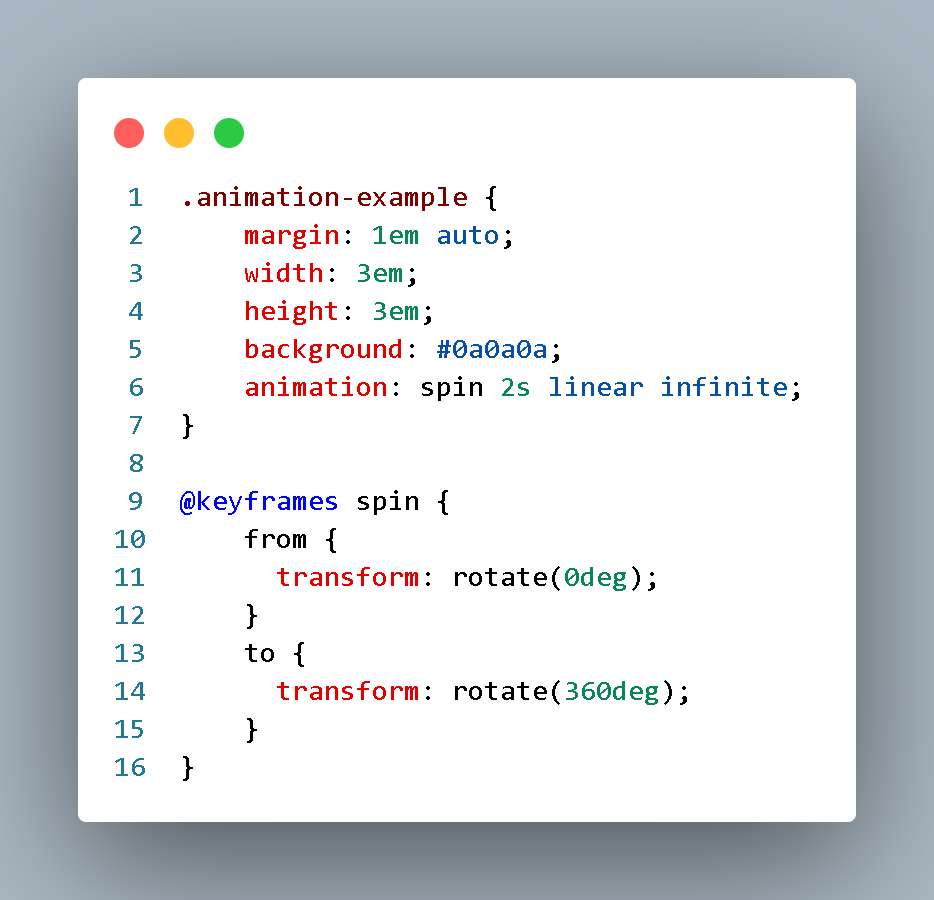 1 .animation-example {
2     margin: 1em auto;
3     width: 3em;
4     height: 3em;
5     background: #0a0a0a;
6     animation: spin 2s linear infinite;
7 }
8
9 @keyframes spin {
10     from {
11       transform: rotate(0deg);
12     }
13     to {
14       transform: rotate(360deg);
15     }
16 }